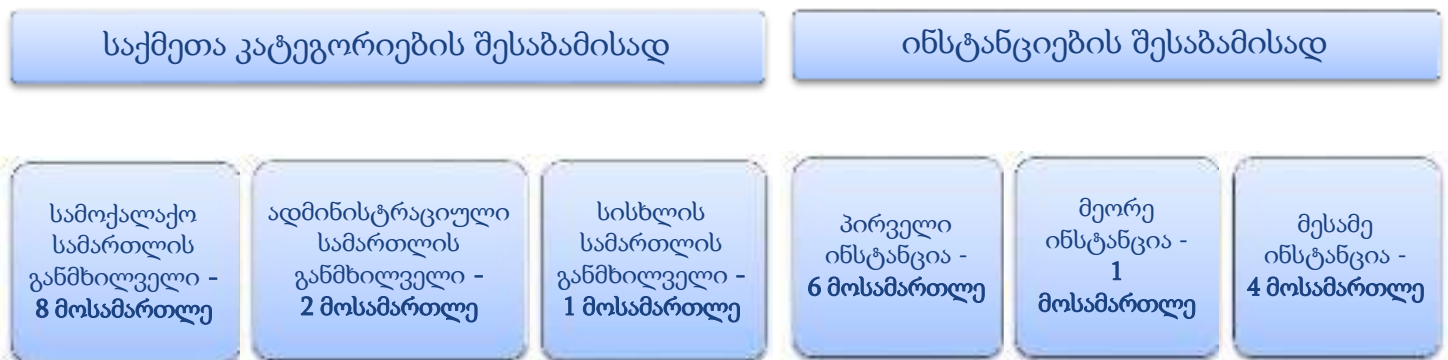 საქმეთა კატეგორიების შესაბამისად
ინსტანციების შესაბამისად
სამოქალაქო
სამართლის
განმხილველი -
8 მოსამართლე
ადმინისტრაციული
სამართლის
განმხილველი -
2 მოსამართლე
სისხლის
სამართლის
განმხილველი -
1 მოსამართლე
პირველი
ინსტანცია -
6 მოსამართლე
მეორე
ინსტანცია -
1
მოსამართლე
მესამე
ინსტანცია -
4 მოსამართლე